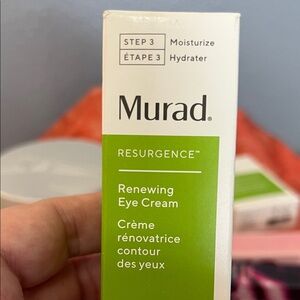 STEP 3 Moisturize
ÉTAPE 3 Hydrater
Murad.
RESURGENCE™
Renewing
Eye Cream
Crème
rénovatrice
contour
des yeux